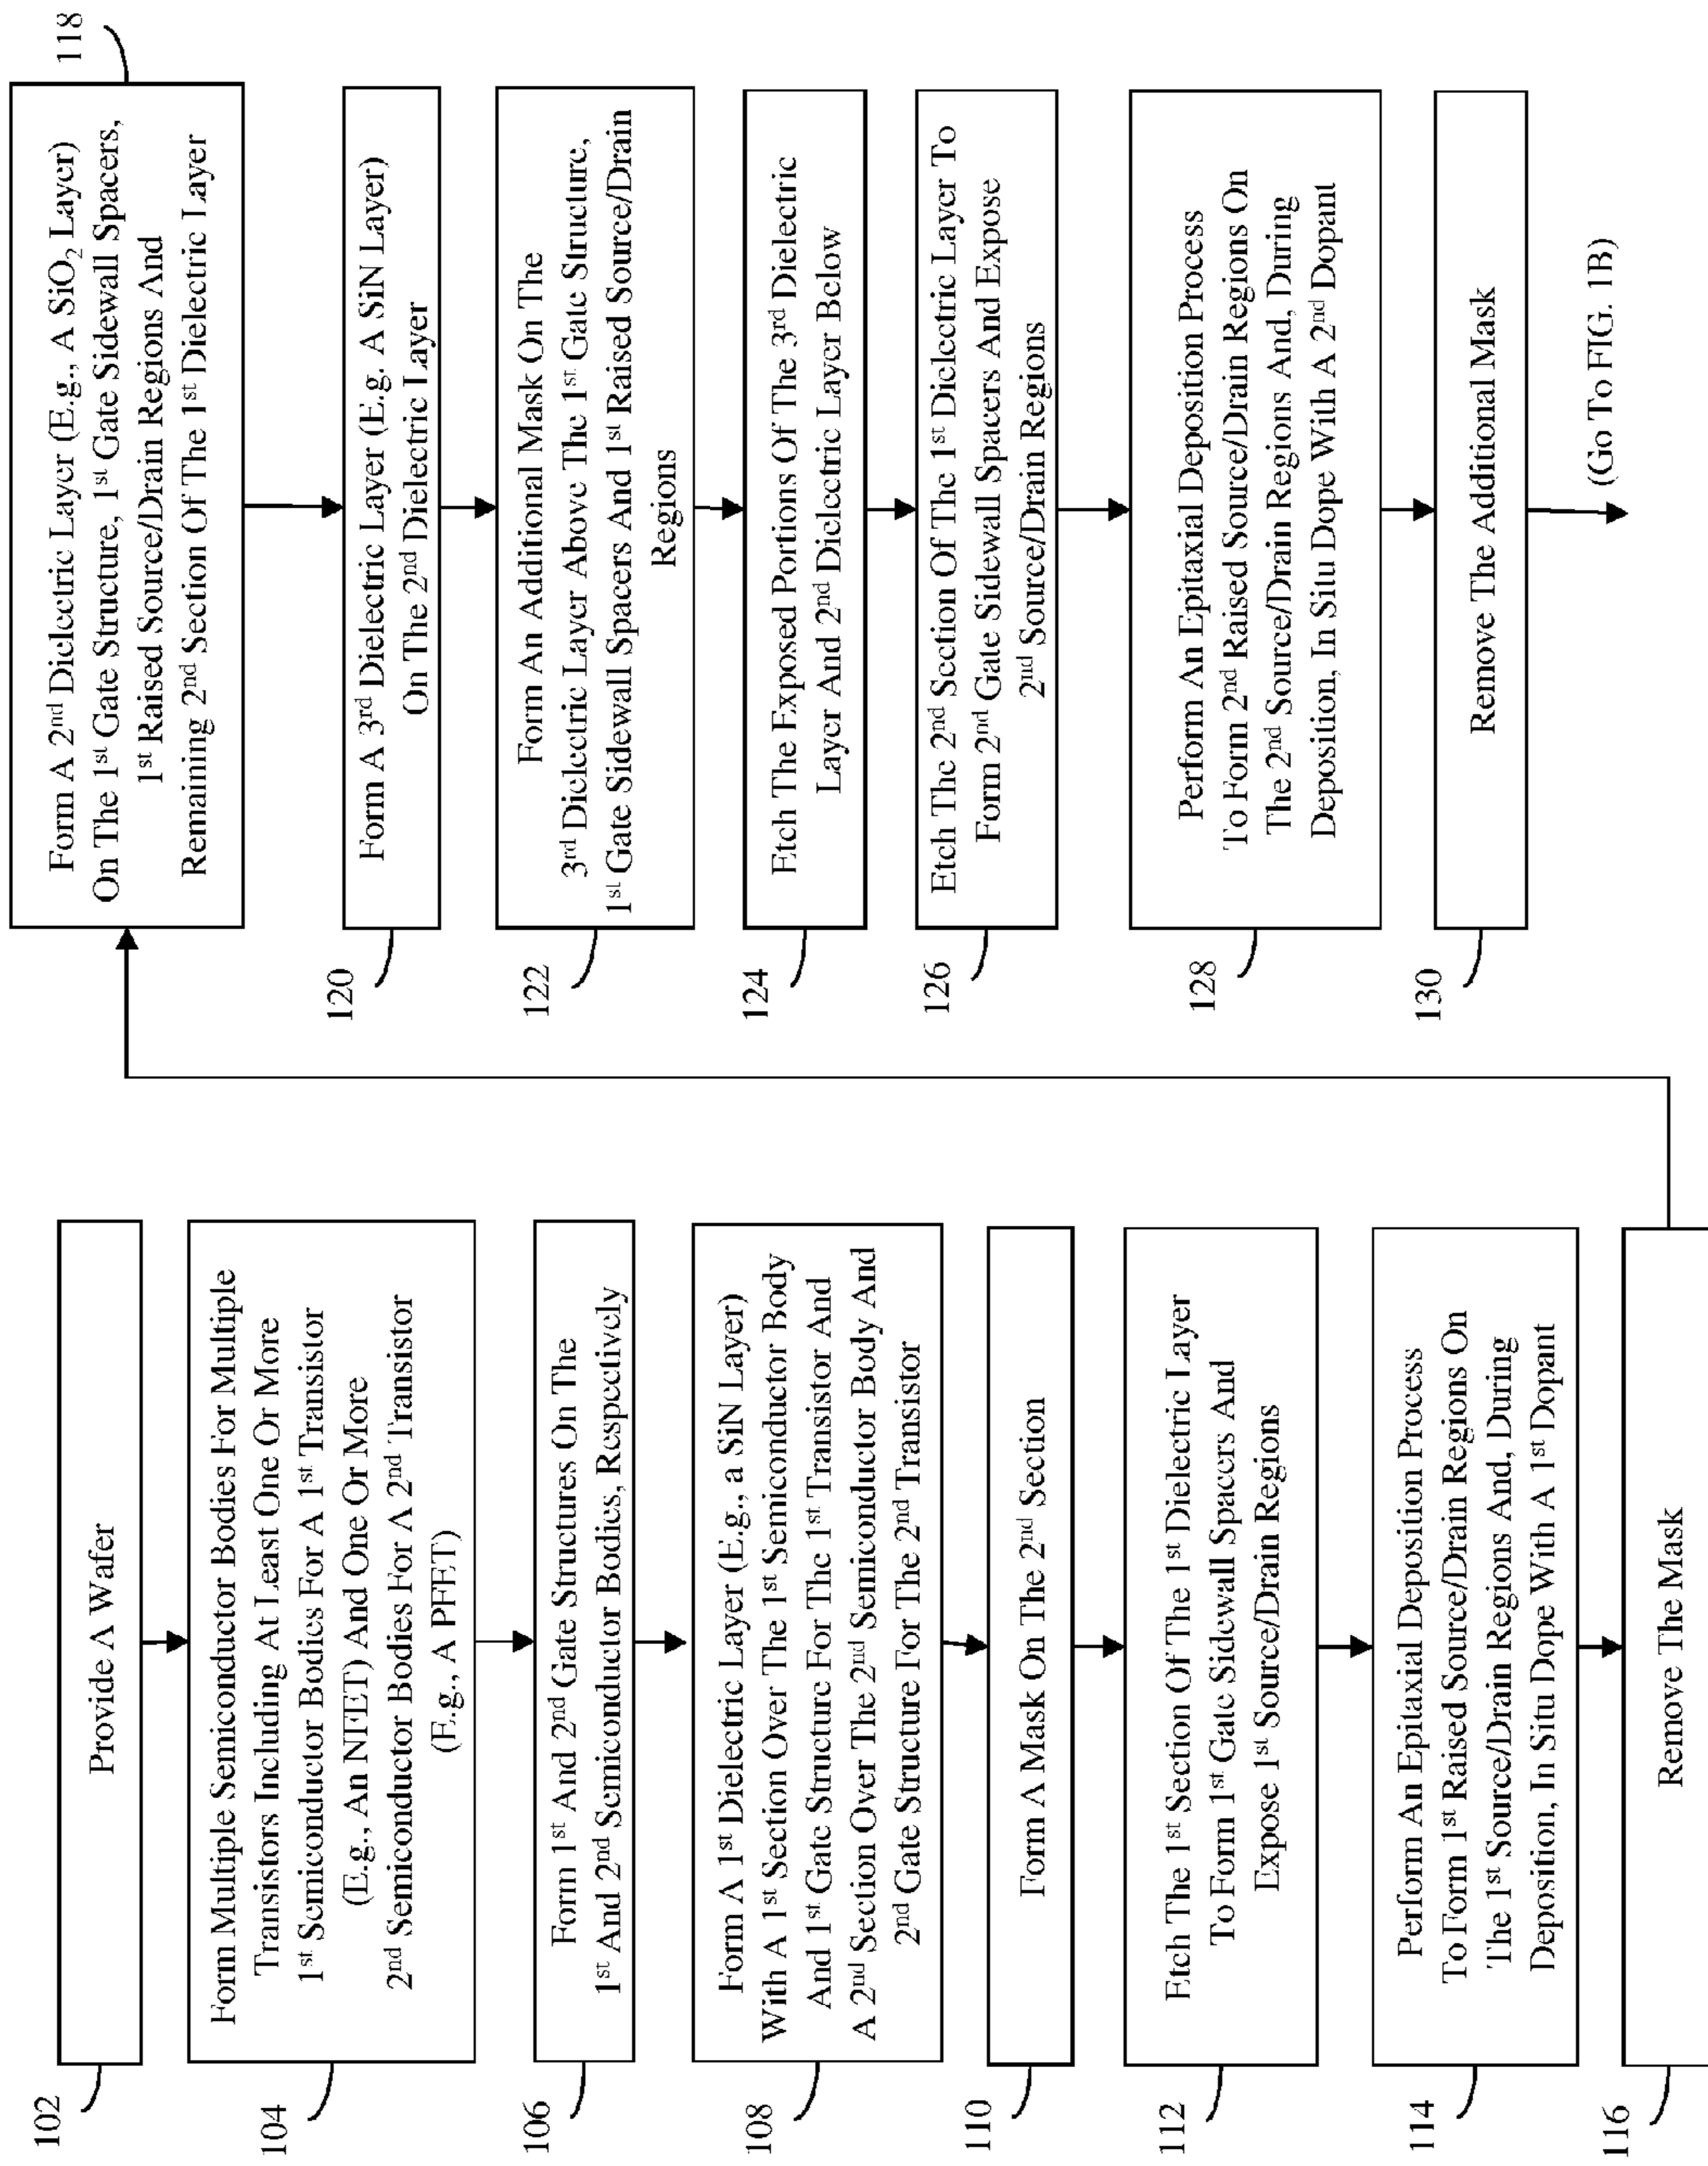 102
Provide A Wafer
104
Form Multiple Semiconductor Bodies For Multiple
Transistors Including At Least One Or More
1st Semiconductor Bodies For A 1st Transistor
(E.g., An NFET) And One Or More
2nd Semiconductor Bodies For A 2nd Transistor
(E.g., A PFET)
106
Form 1st And 2nd Gate Structures On The
1st And 2nd Semiconductor Bodies, Respectively
108
Form A 1st Dielectric Layer (E.g., a SiN Layer)
With A 1st Section Over The 1st Semiconductor Body
And 1st Gate Structure For The 1st Transistor And
A 2nd Section Over The 2nd Semiconductor Body And
2nd Gate Structure For The 2nd Transistor
110
Form A Mask On The 2nd Section
112
Etch The 1st Section Of The 1st Dielectric Layer
To Form 1st Gate Sidewall Spacers And
Expose 1st Source/Drain Regions
114
Perform An Epitaxial Deposition Process
To Form 1st Raised Source/Drain Regions On
The 1st Source/Drain Regions And, During
Deposition, In Situ Dope With A 1st Dopant
116
Remove The Mask
118
Form A 2nd Dielectric Layer (E.g., A SiO2 Layer)
On The 1st Gate Structure, 1st Gate Sidewall Spacers,
1st Raised Source/Drain Regions And
Remaining 2nd Section Of The 1st Dielectric Layer
120
Form A 3rd Dielectric Layer (E.g. A SiN Layer)
On The 2nd Dielectric Layer
122
Form An Additional Mask On The
3rd Dielectric Layer Above The 1st Gate Structure,
1st Gate Sidewall Spacers And 1st Raised Source/Drain
Regions
124
Etch The Exposed Portions Of The 3rd Dielectric
Layer And 2nd Dielectric Layer Below
126
Etch The 2nd Section Of The 1st Dielectric Layer To
Form 2nd Gate Sidewall Spacers And Expose
2nd Source/Drain Regions
128
Perform An Epitaxial Deposition Process
To Form 2nd Raised Source/Drain Regions On
The 2nd Source/Drain Regions And, During
Deposition, In Situ Dope With A 2nd Dopant
130
Remove The Additional Mask
(Go To FIG. 1B)